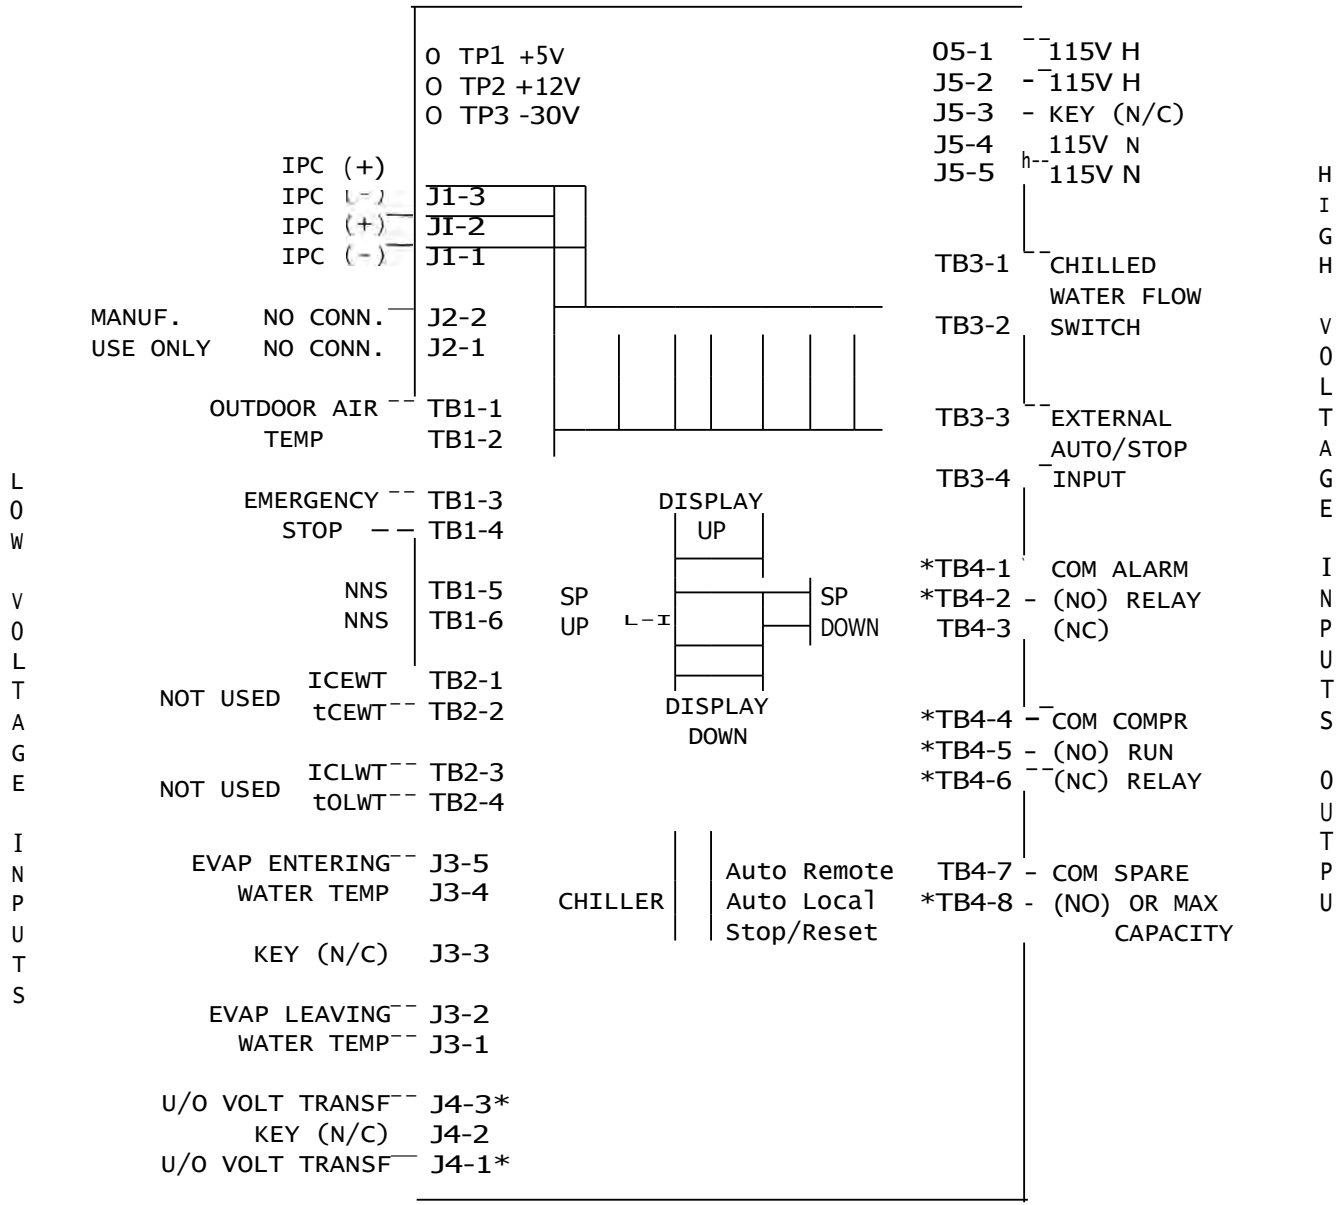 O TP1 +5V
O TP2 +12V
O TP3 -30V
IPC (+)
IPC (-) J1-3
IPC (+) JI-2
IPC (-) J1-1
MANUF. NO CONN. J2-2
USE ONLY NO CONN. J2-1
OUTDOOR AIR -- TB1-1
TEMP TB1-2
EMERGENCY -- TB1-3
STOP -- TB1-4
NNS TB1-5
NNS TB1-6
NOT USED
ICEWT TB2-1
tCEWT-- TB2-2
NOT USED
ICLWT-- TB2-3
tOLWT-- TB2-4
EVAP ENTERING-- J3-5
WATER TEMP J3-4
KEY (N/C) J3-3
EVAP LEAVING-- J3-2
WATER TEMP-- J3-1
U/O VOLT TRANSF-- J4-3*
KEY (N/C) J4-2
U/O VOLT TRANSF J4-1*
DISPLAY
UP
SP
UP
L-I
SP
DOWN
DISPLAY
DOWN
CHILLER
Auto Remote
Auto Local
Stop/Reset
O5-1 --115V H
J5-2 --115V H
J5-3 - KEY (N/C)
J5-4 115V N
J5-5 h--115V N
TB3-1 -- CHILLED
WATER FLOW
TB3-2 SWITCH
TB3-3 --EXTERNAL
AUTO/STOP
TB3-4 -INPUT
*TB4-1 COM ALARM
*TB4-2 - (NO) RELAY
TB4-3 (NC)
*TB4-4 --COM COMPR
*TB4-5 - (NO) RUN
*TB4-6 --(NC) RELAY
TB4-7 - COM SPARE
*TB4-8 - (NO) OR MAX
CAPACITY
LOW VOLTAGE INPUTS
HIGH VOLTAGE INPUTS OUTPU